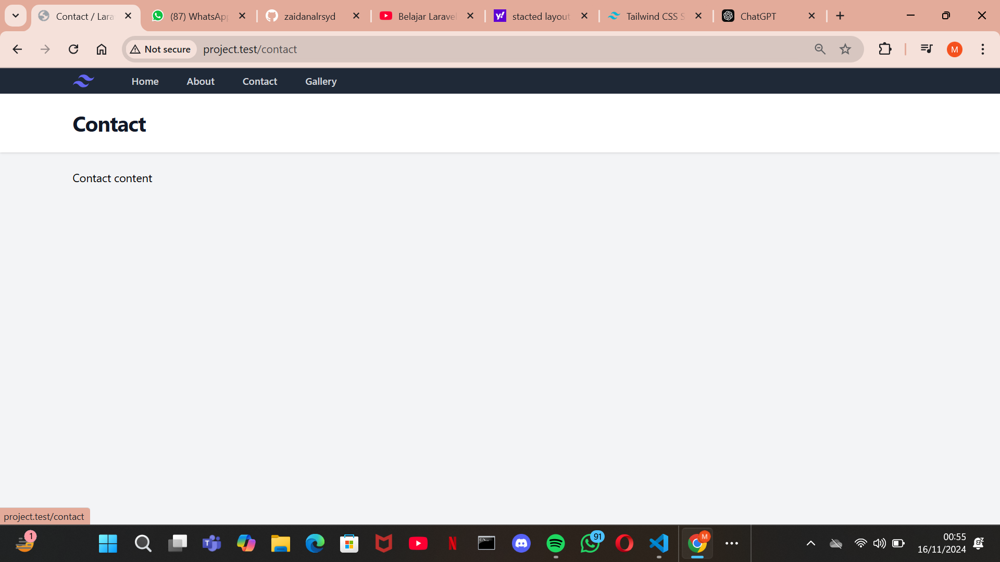 Contact / Lara
(87) WhatsApp
zaidanalrsyd
Belajar Laravel
stacted layout
Tailwind CSS S
ChatGPT
Not secure
project.test/contact
M
Home
About
Contact
Gallery
Contact
Contact content
project.test/contact
1
91
M
00:55
16/11/2024